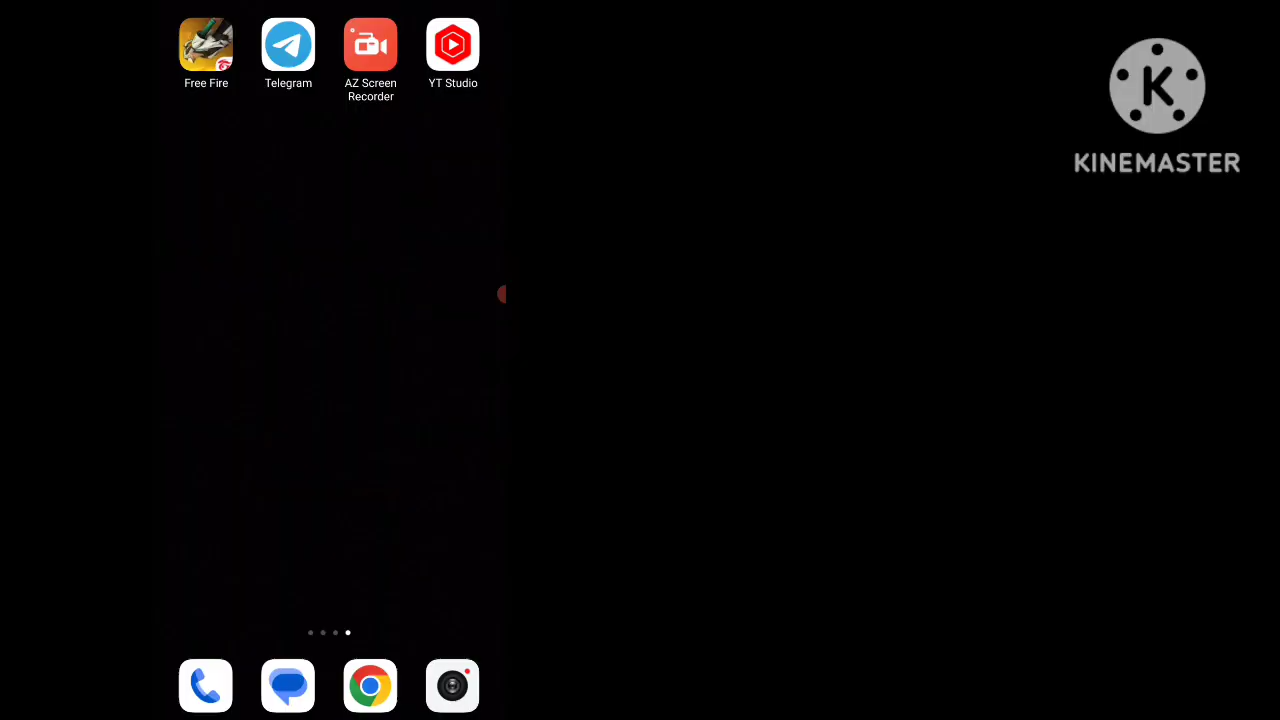 Free Fire
Telegram
AZ Screen
Recorder
YT Studio
K
KINEMASTER